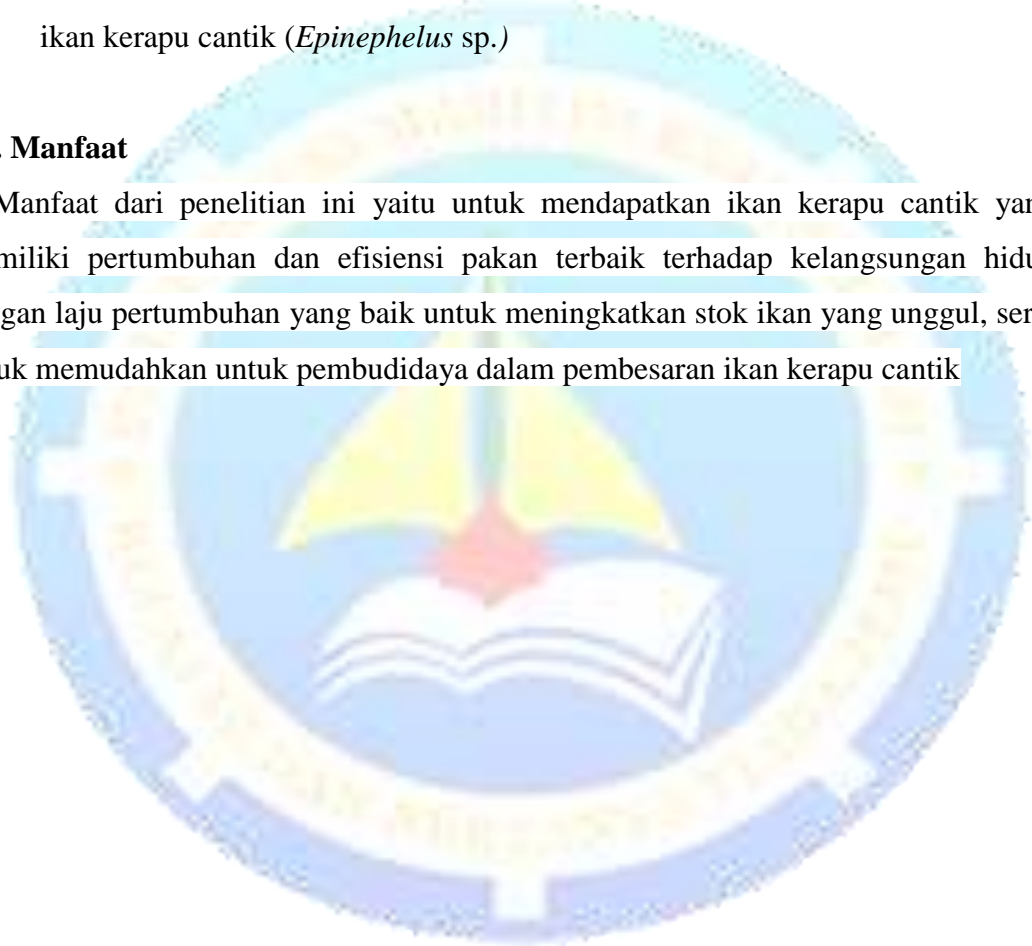 ikan kerapu cantik (Epinephelus sp.)
. Manfaat
Manfaat dari penelitian ini yaitu untuk mendapatkan ikan kerapu cantik yan
miliki pertumbuhan dan efisiensi pakan terbaik terhadap kelangsungan hidu
gan laju pertumbuhan yang baik untuk meningkatkan stok ikan yang unggul, ser
uk memudahkan untuk pembudidaya dalam pembesaran ikan kerapu cantik